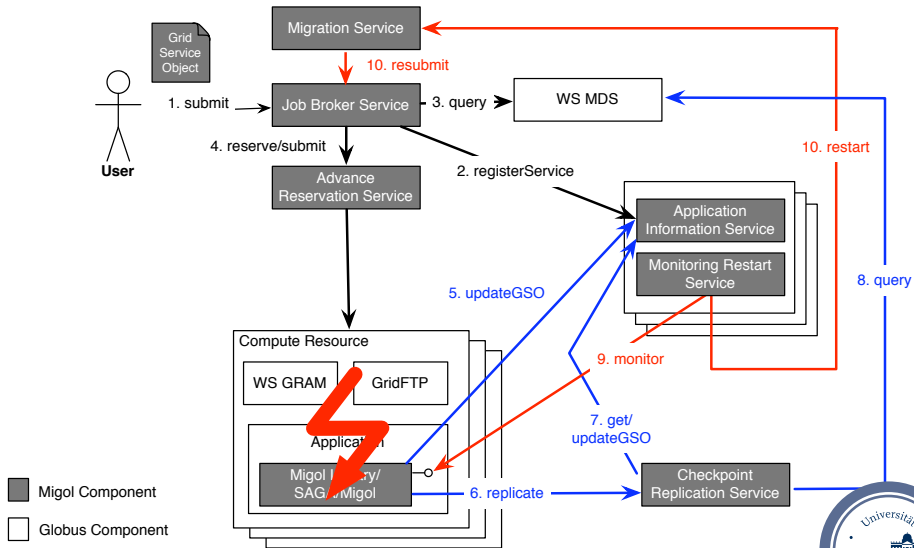 Grid
Service
Object
Migration Service
10. resubmit
1. submit
Job Broker Service
3. query
WS MDS
User
4. reserve/submit
2. registerService
10. restart
Advance
Reservation Service
Application
Information Service
Monitoring Restart
Service
5. updateGSO
8. query
Compute Resource
9. monitor
WS GRAM
GridFTP
7. get/
updateGSO
Application
Migol
SAGA/Migol
6. replicate
Checkpoint
Replication Service
Migol Component
Globus Component